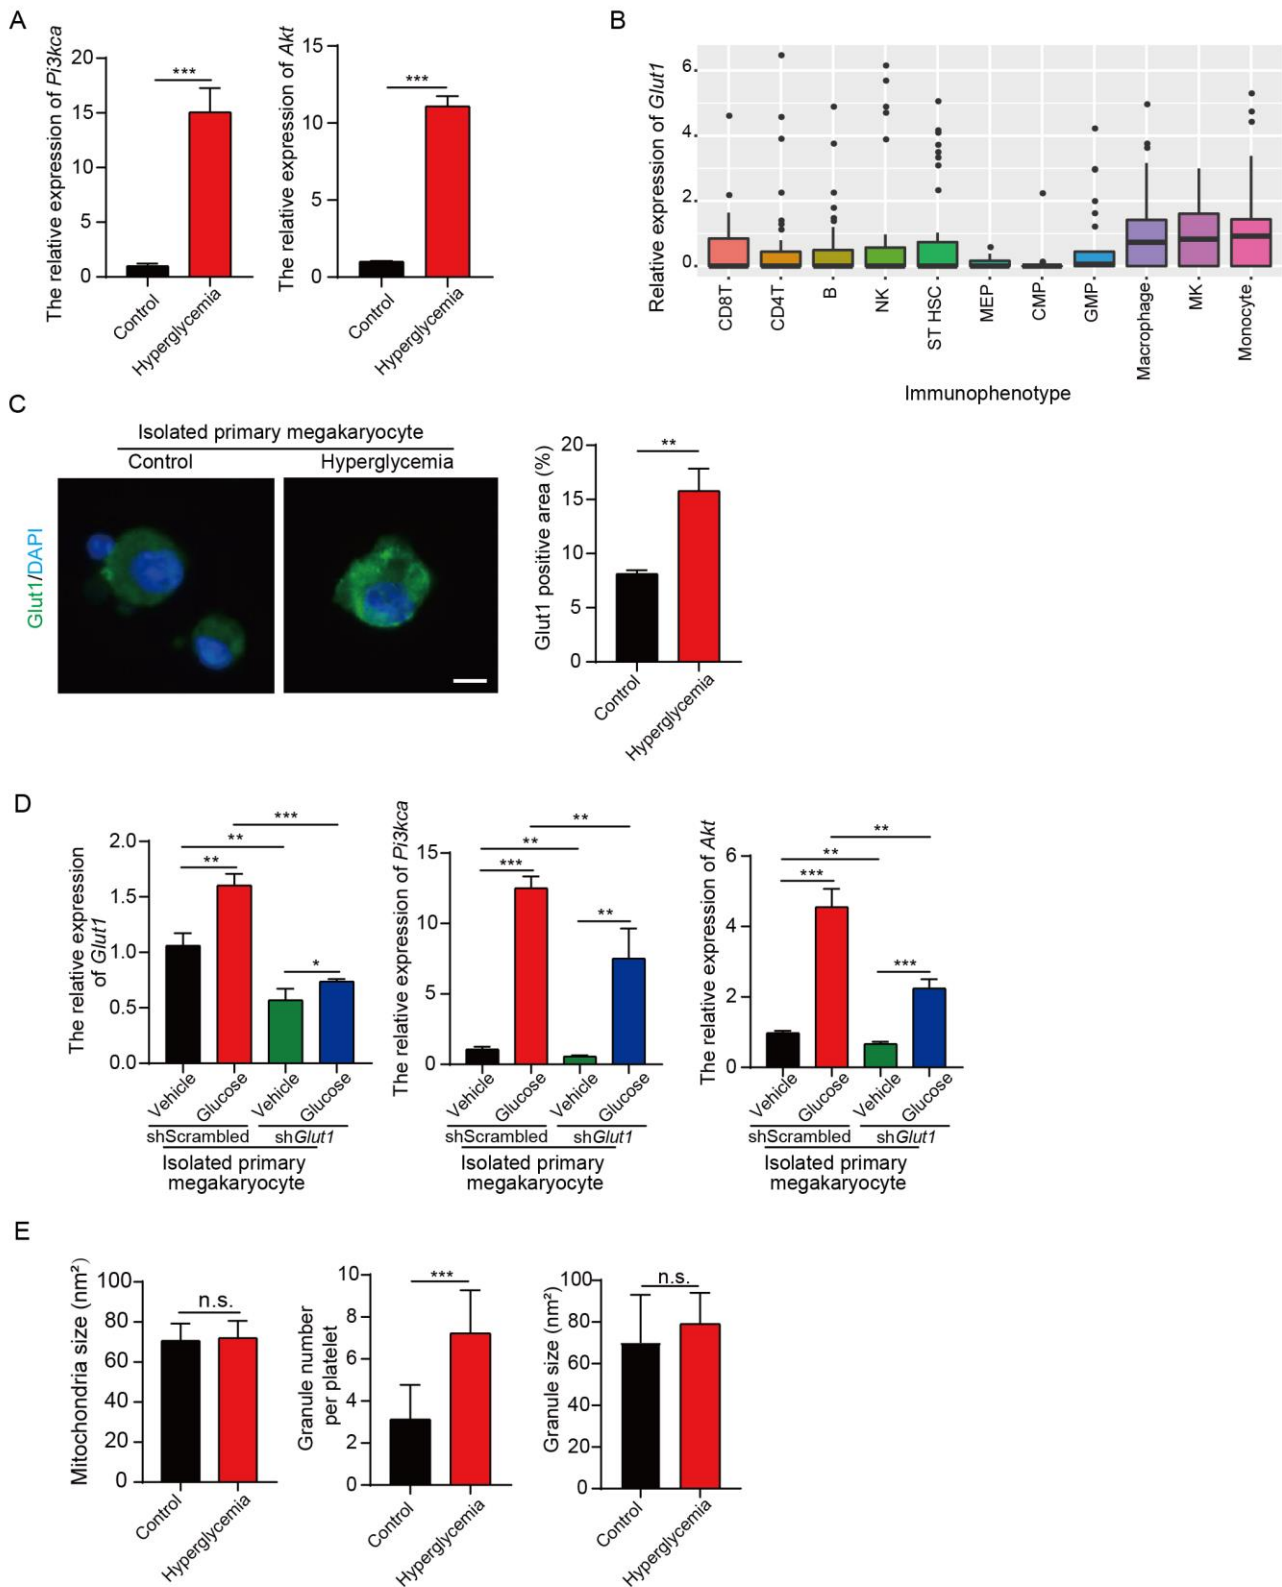 A
The relative expression of Pi3kca
20
15
10
5
0
***
Control
Hyperglycemia
The relative expression of Akt
15
10
5
0
***
Control
Hyperglycemia
B
Relative expression of Glut1
6
4
2
0
CD8T
CD4T
B
NK
ST HSC
MEP
CMP
GMP
Macrophage
MK
Monocyte
Immunophenotype
C
Isolated primary megakaryocyte
Control
Hyperglycemia
Glut1/DAPI
Glut1 positive area (%)
20
15
10
5
0
**
Control
Hyperglycemia
D
The relative expression
of Glut1
2.0
1.5
1.0
0.5
0.0
***
**
**
*
Vehicle
Glucose
Vehicle
Glucose
shScrambled
shGlut1
Isolated primary
megakaryocyte
The relative expression of Pi3kca
15
10
5
0
**
**
***
**
Vehicle
Glucose
Vehicle
Glucose
shScrambled
shGlut1
Isolated primary
megakaryocyte
The relative expression of Akt
6
4
2
0
**
**
***
***
Vehicle
Glucose
Vehicle
Glucose
shScrambled
shGlut1
Isolated primary
megakaryocyte
E
Mitochondria size (nm²)
100
80
60
40
20
0
n.s.
Control
Hyperglycemia
Granule number
per platelet
10
8
6
4
2
0
***
Control
Hyperglycemia
Granule size (nm²)
100
80
60
40
20
0
n.s.
Control
Hyperglycemia